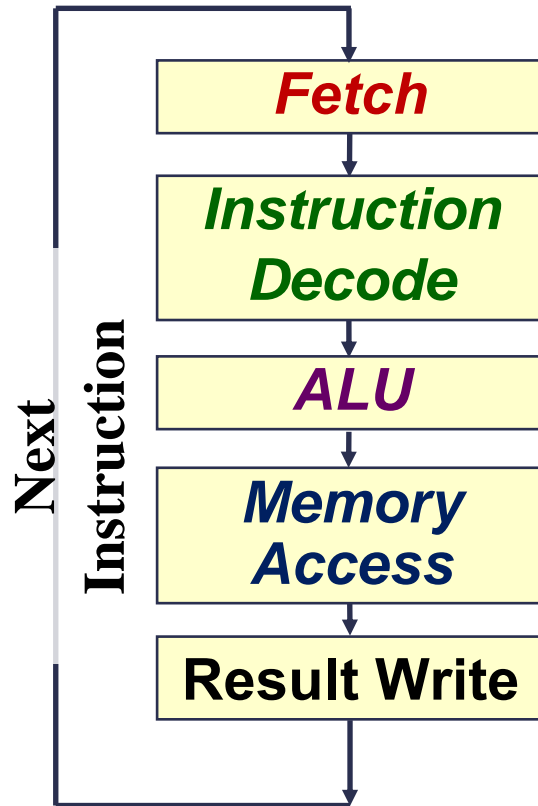 Fetch
Instruction
Decode
ALU
Memory
Access
Result Write
Next
Instruction